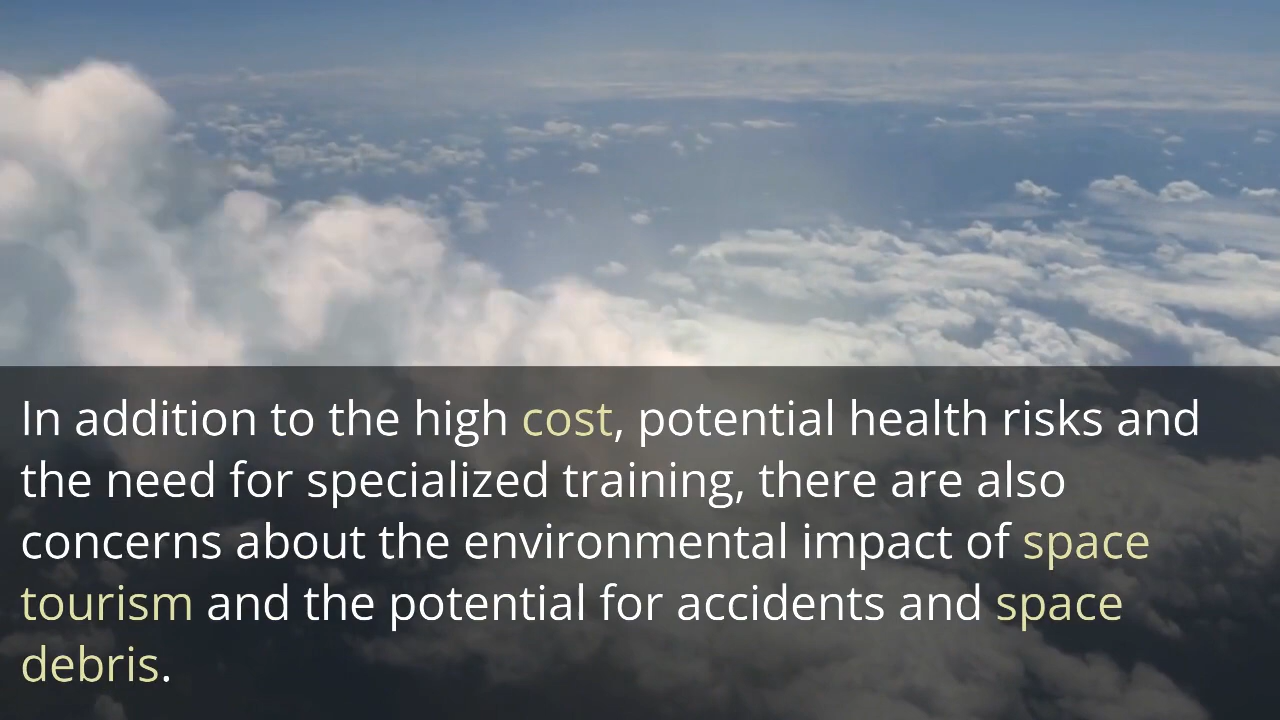 In addition to the high cost, potential health risks and
the need for specialized training, there are also
concerns about the environmental impact of space
tourism and the potential for accidents and space
debris.